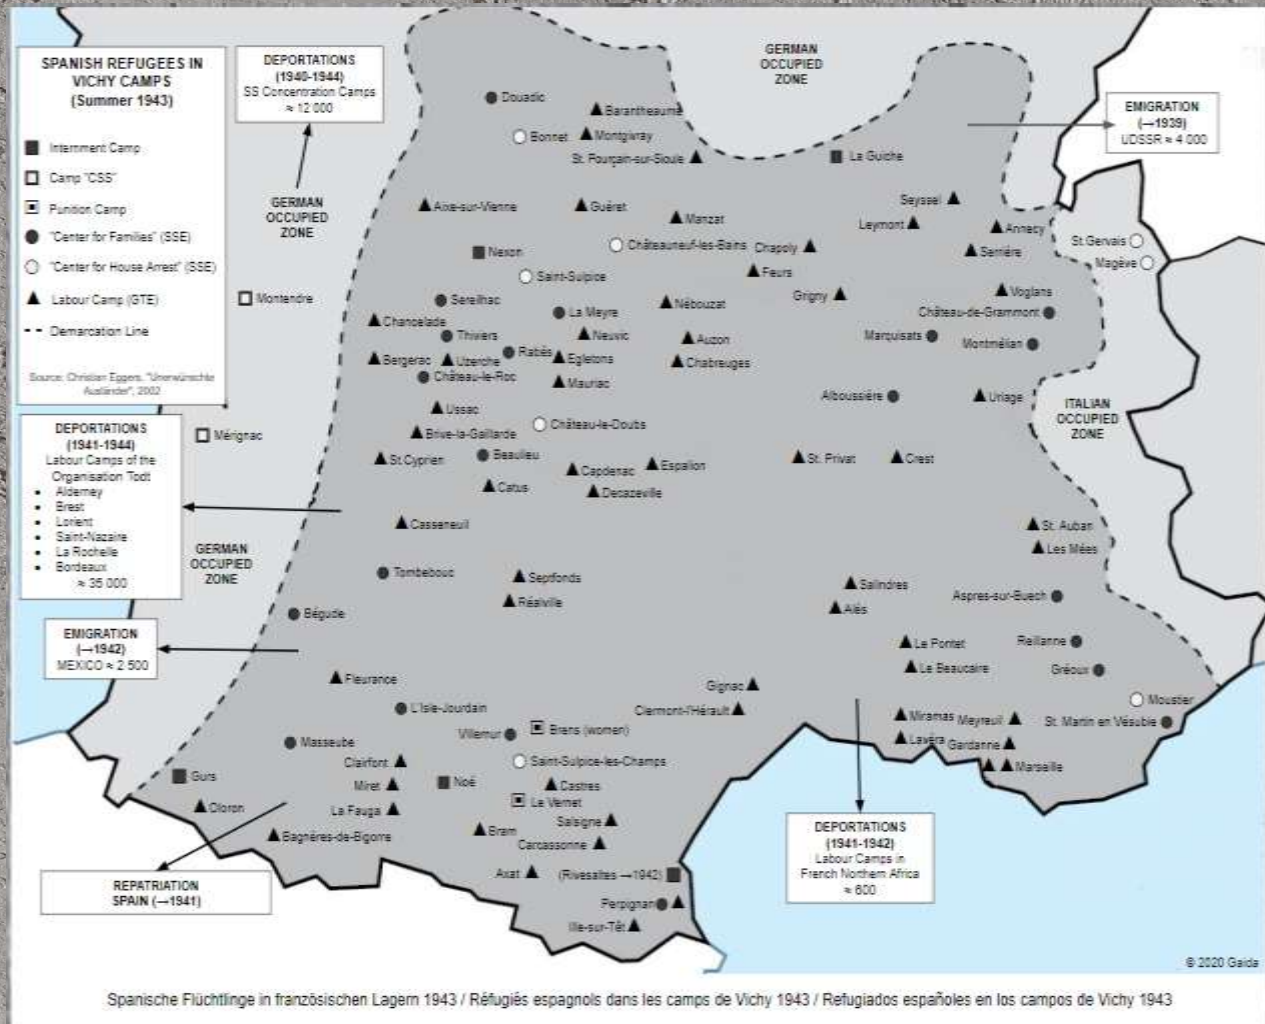 SPANISH REFUGEES IN
VICHY CAMPS
(Summer 1943)
Internment Camp
Camp "CSS"
Punition Camp
"Center for Families" (SSE)
"Center for House Arrest" (SSE)
Labour Camp (GTE)
Demarcation Line
Source: Christian Eggers, "Unerwünschte
Ausländer", 2002
DEPORTATIONS
(1940-1944)
SS Concentration Camps
≈ 12 000
GERMAN
OCCUPIED
ZONE
GERMAN
OCCUPIED
ZONE
EMIGRATION
(→1939)
UDSSR ≈ 4 000
Douadic
Barantheaume
Bonnet
Montgivray
St. Fourçain-sur-Sioule
La Guiche
Aixe-sur-Vienne
Guéret
Manzat
Seyssel
Leymont
Annecy
Serrière
St.Gervais
Magève
Nexon
Châteauneuf-les-Bains
Chapoly
Saint-Sulpice
Feurs
Grigny
Voglans
Montendre
Sereilhac
La Meyre
Nébouzat
Château-de-Grammont
Chancelade
Thiviers
Neuvic
Auzon
Marquisats
Montmélian
Bergerac
Uzerche
Rabès
Egletons
Chabreuges
Château-le-Roc
Mauriac
Alboussière
Uriage
Ussac
Château-le-Doubs
ITALIAN
OCCUPIED
ZONE
Mérignac
Brive-la-Gaillarde
St.Cyprien
Beaulieu
Capdenac
Espalion
St. Privat
Crest
Catus
Decazeville
DEPORTATIONS
(1941-1944)
Labour Camps of the
Organisation Todt
• Alderney
• Brest
• Lorient
• Saint-Nazaire
• La Rochelle
• Bordeaux
≈ 35 000
GERMAN
OCCUPIED
ZONE
Casseneuil
St. Auban
Les Mées
Tombebouc
Septfonds
Réalville
Salindres
Alès
Aspres-sur-Buech
Bégude
EMIGRATION
(→1942)
MEXICO ≈ 2 500
Le Pontet
Le Beaucaire
Reillanne
Gréoux
Fleurance
Gignac
Clermont-l'Hérault
Moustier
L'Isle-Jourdain
Miramas
Meyreuil
St. Martin en Vésubie
Villemur
Brens (women)
Lavéra
Gardanne
Masseube
Clairfont
Saint-Sulpice-les-Champs
Marseille
Gurs
Miret
Noé
Castres
Oloron
La Fauga
Le Vernet
Salsigne
Bagnères-de-Bigorre
Bram
Carcassonne
Axat
(Rivesaltes →1942)
Perpignan
Ille-sur-Têt
REPATRIATION
SPAIN (→1941)
DEPORTATIONS
(1941-1942)
Labour Camps in
French Northern Africa
≈ 600
© 2020 Gaida
Spanische Flüchtlinge in französischen Lagern 1943 / Réfugiés espagnols dans les camps de Vichy 1943 / Refugiados españoles en los campos de Vichy 1943